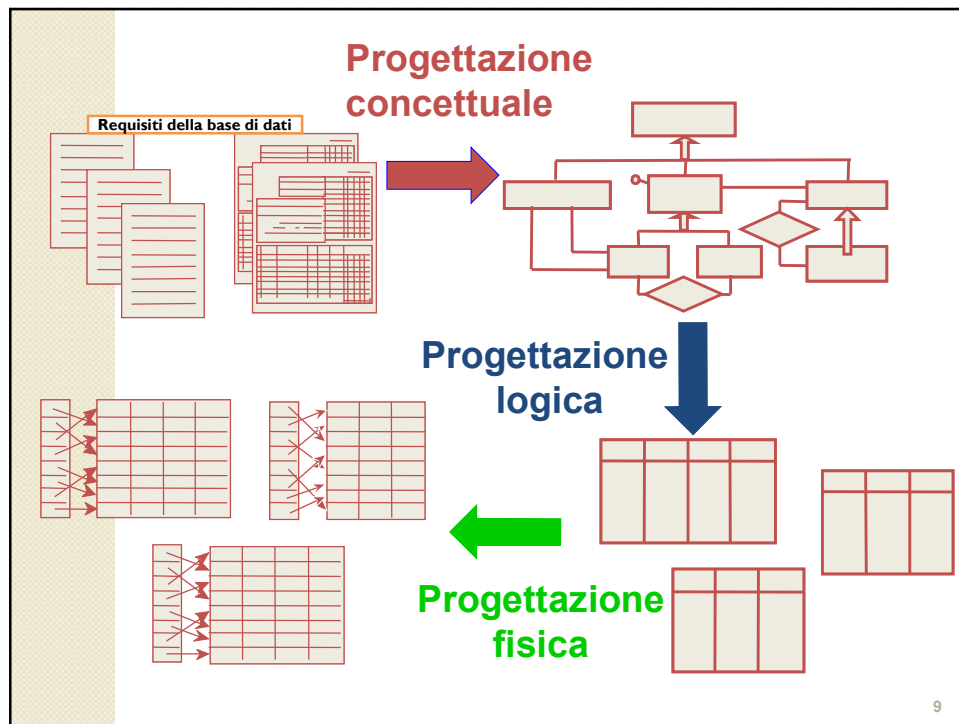 Progettazione
concettuale
Requisiti della base di dati
Progettazione
logica
Progettazione
fisica
9